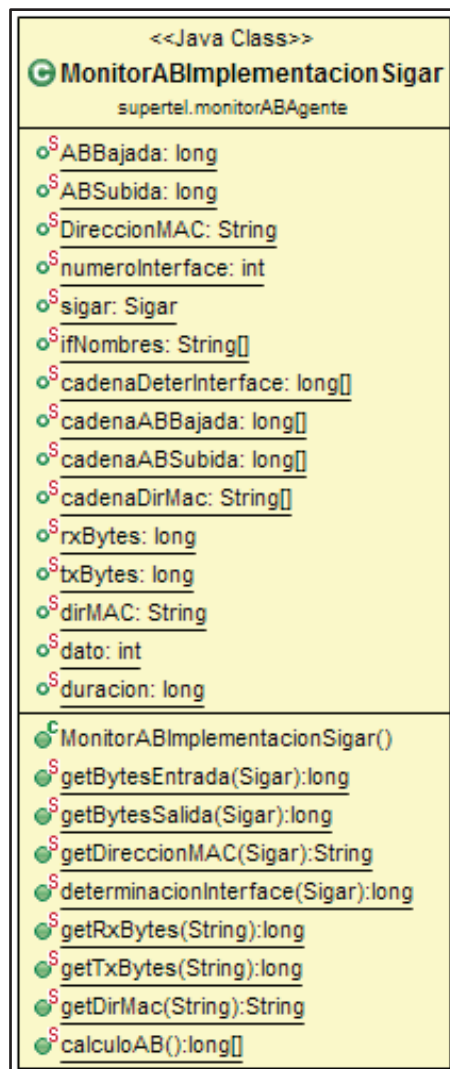 <<Java Class>>
C MonitorABImplementacionSigar
supertel.monitorABAgente
S ABBajada: long
S ABSubida: long
S DireccionMAC: String
S numeroInterface: int
S sigar: Sigar
S ifNombres: String[]
S cadenaDeterInterface: long[]
S cadenaABBajada: long[]
S cadenaABSubida: long[]
S cadenaDirMac: String[]
S rxBytes: long
S txBytes: long
S dirMAC: String
S dato: int
S duracion: long
C MonitorABImplementacionSigar()
S getBytesEntrada(Sigar):long
S getBytesSalida(Sigar):long
S getDireccionMAC(Sigar):String
S determinacionInterface(Sigar):long
S getRxBytes(String):long
S getTxBytes(String):long
S getDirMac(String):String
S calculoAB():long[]